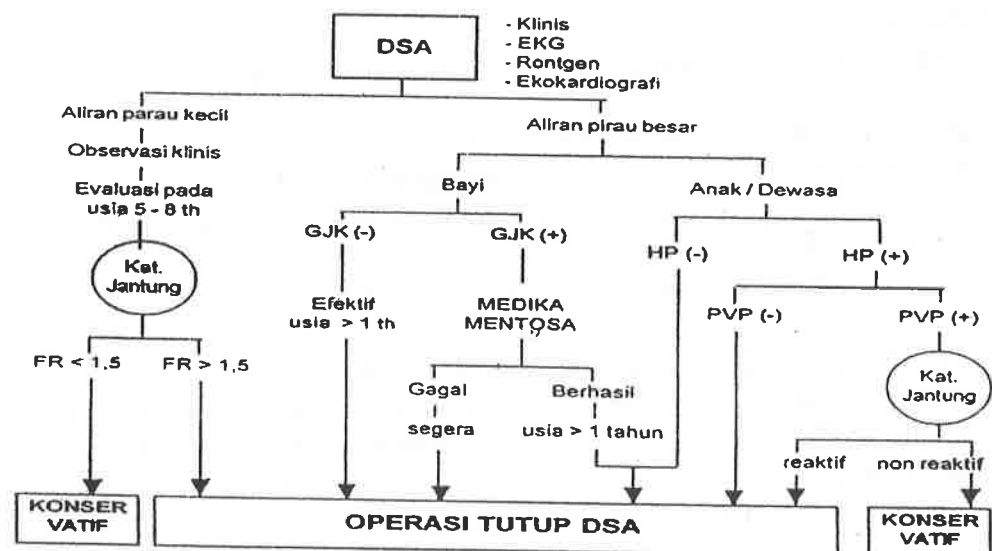 DSA
- Klinis
- EKG
- Rontgen
- Ekokardiografi
Aliran parau kecil
Aliran pirau besar
Observasi klinis
Evaluasi pada
usia 5 - 8 th
Bayi
Anak / Dewasa
GJK (-)
GJK (+)
HP (-)
HP (+)
Kat.
Jantung
Efektif
usia > 1 th
MEDIKA
MENTOSA
PVP (-)
PVP (+)
FR < 1,5
FR > 1,5
Gagal
Berhasil
Kat.
Jantung
segera
usia > 1 tahun
reaktif
non reaktif
KONSER
VATIF
OPERASI TUTUP DSA
KONSER
VATIF